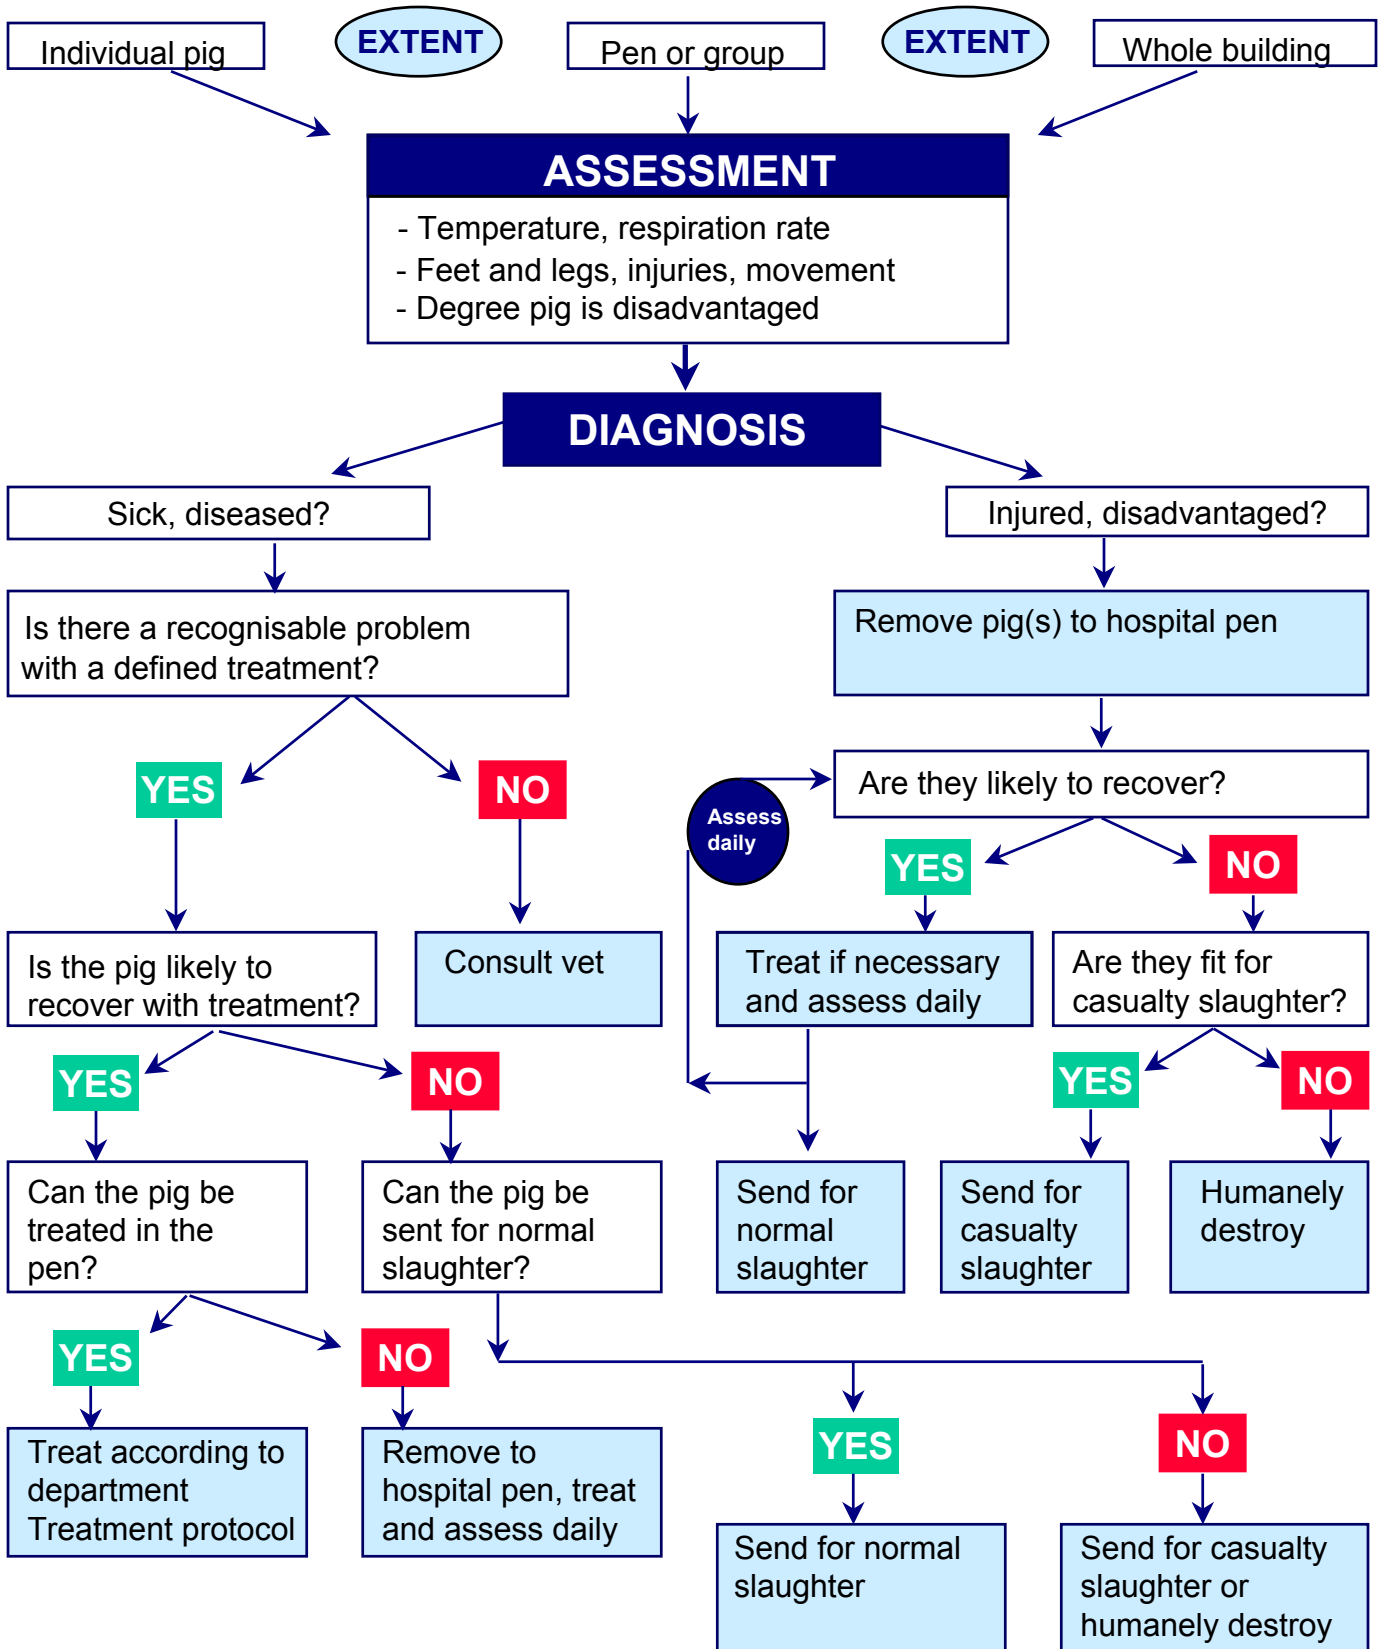 Individual pig
EXTENT
Pen or group
EXTENT
Whole building
ASSESSMENT
- Temperature, respiration rate
- Feet and legs, injuries, movement
- Degree pig is disadvantaged
DIAGNOSIS
Sick, diseased?
Injured, disadvantaged?
Is there a recognisable problem
with a defined treatment?
Remove pig(s) to hospital pen
YES
NO
Assess
daily
Are they likely to recover?
YES
NO
Is the pig likely to
recover with treatment?
Consult vet
Treat if necessary
and assess daily
Are they fit for
casualty slaughter?
YES
NO
YES
NO
Can the pig be
treated in the
pen?
Can the pig be
sent for normal
slaughter?
Send for
normal
slaughter
Send for
casualty
slaughter
Humanely
destroy
YES
NO
YES
NO
Treat according to
department
Treatment protocol
Remove to
hospital pen, treat
and assess daily
Send for normal
slaughter
Send for casualty
slaughter or
humanely destroy